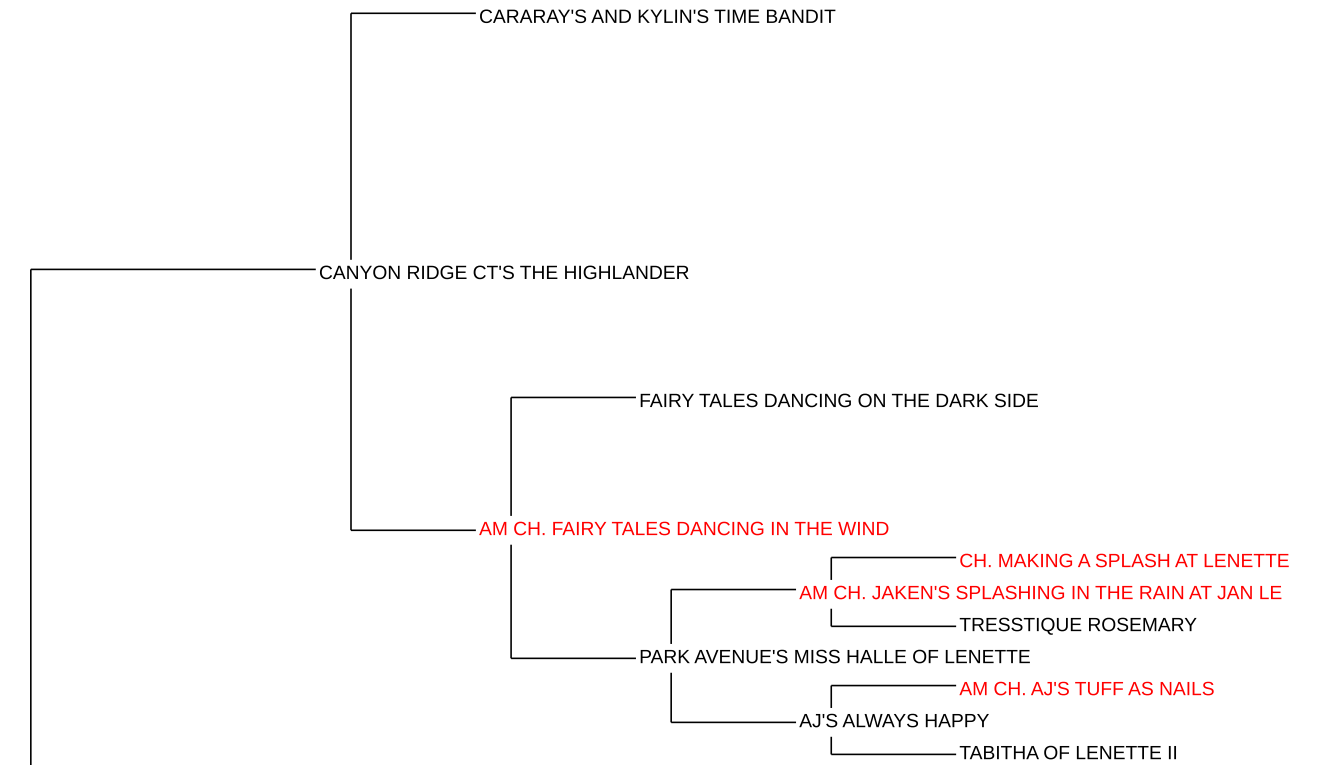 CARARAY'S AND KYLIN'S TIME BANDIT
CANYON RIDGE CT'S THE HIGHLANDER
FAIRY TALES DANCING ON THE DARK SIDE
AM CH. FAIRY TALES DANCING IN THE WIND
CH. MAKING A SPLASH AT LENETTE
AM CH. JAKEN'S SPLASHING IN THE RAIN AT JAN LE
TRESSTIQUE ROSEMARY
PARK AVENUE'S MISS HALLE OF LENETTE
AM CH. AJ'S TUFF AS NAILS
AJ'S ALWAYS HAPPY
TABITHA OF LENETTE II